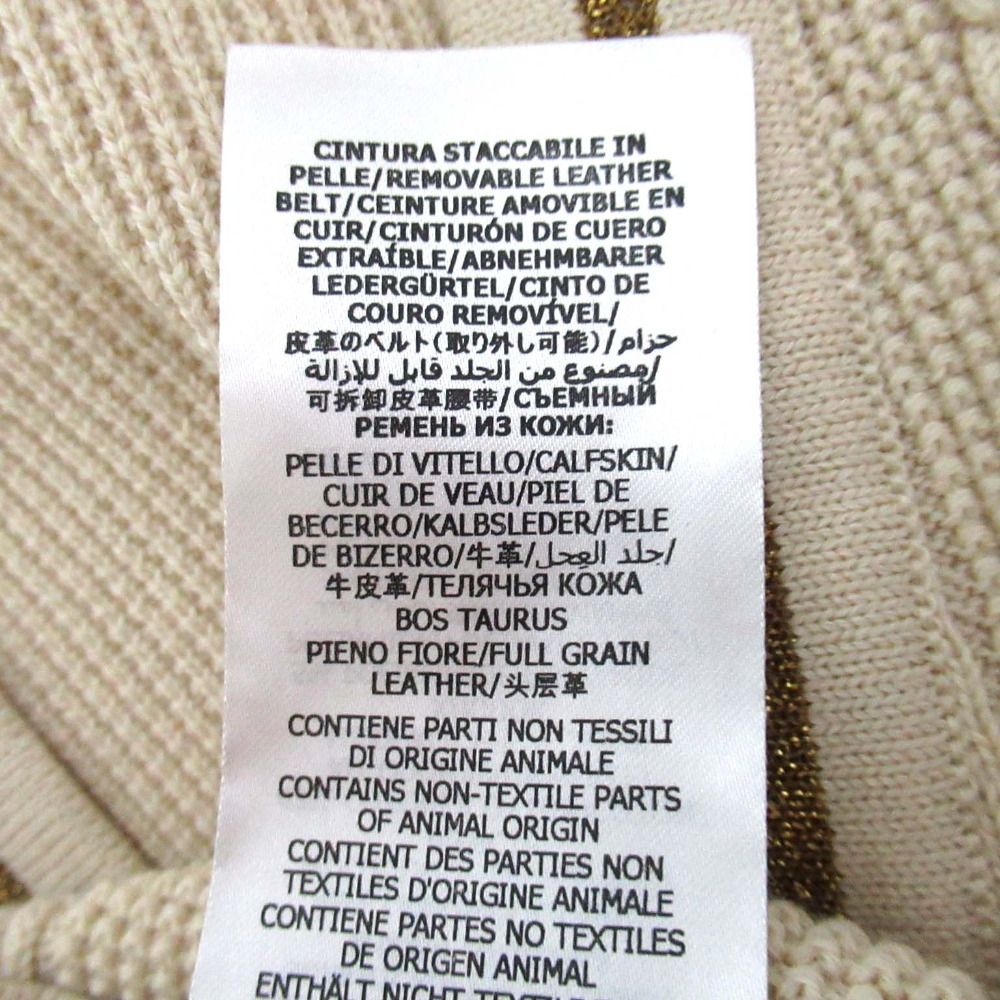 CINTURA STACCABILE IN
PELLE/REMOVABLE LEATHER
BELT/CEINTURE AMOVIBLE EN
CUIR/CINTURÓN DE CUERO
EXTRAÍBLE/ABNEHMBARER
LEDERGÜRTEL/CINTO DE
COURO REMOVÍVEL/
皮革のベルト(取り外し可能)/حزام
مصنوع من الجلد قابل للإزالة/
可拆卸皮革腰带/СЪЕМНЫЙ
РЕМЕНЬ ИЗ КОЖИ:
PELLE DI VITELLO/CALFSKIN/
CUIR DE VEAU/PIEL DE
BECERRO/KALBSLEDER/PELE
DE BIZERRO/牛革/جلد العجل/
牛皮革/ТЕЛЯЧЬЯ КОЖА
BOS TAURUS
PIENO FIORE/FULL GRAIN
LEATHER/头层革
CONTIENE PARTI NON TESSILI
DI ORIGINE ANIMALE
CONTAINS NON-TEXTILE PARTS
OF ANIMAL ORIGIN
CONTIENT DES PARTIES NON
TEXTILES D'ORIGINE ANIMALE
CONTIENE PARTES NO TEXTILES
DE ORIGEN ANIMAL
ENTHÄLT NICHT-TEXTILE